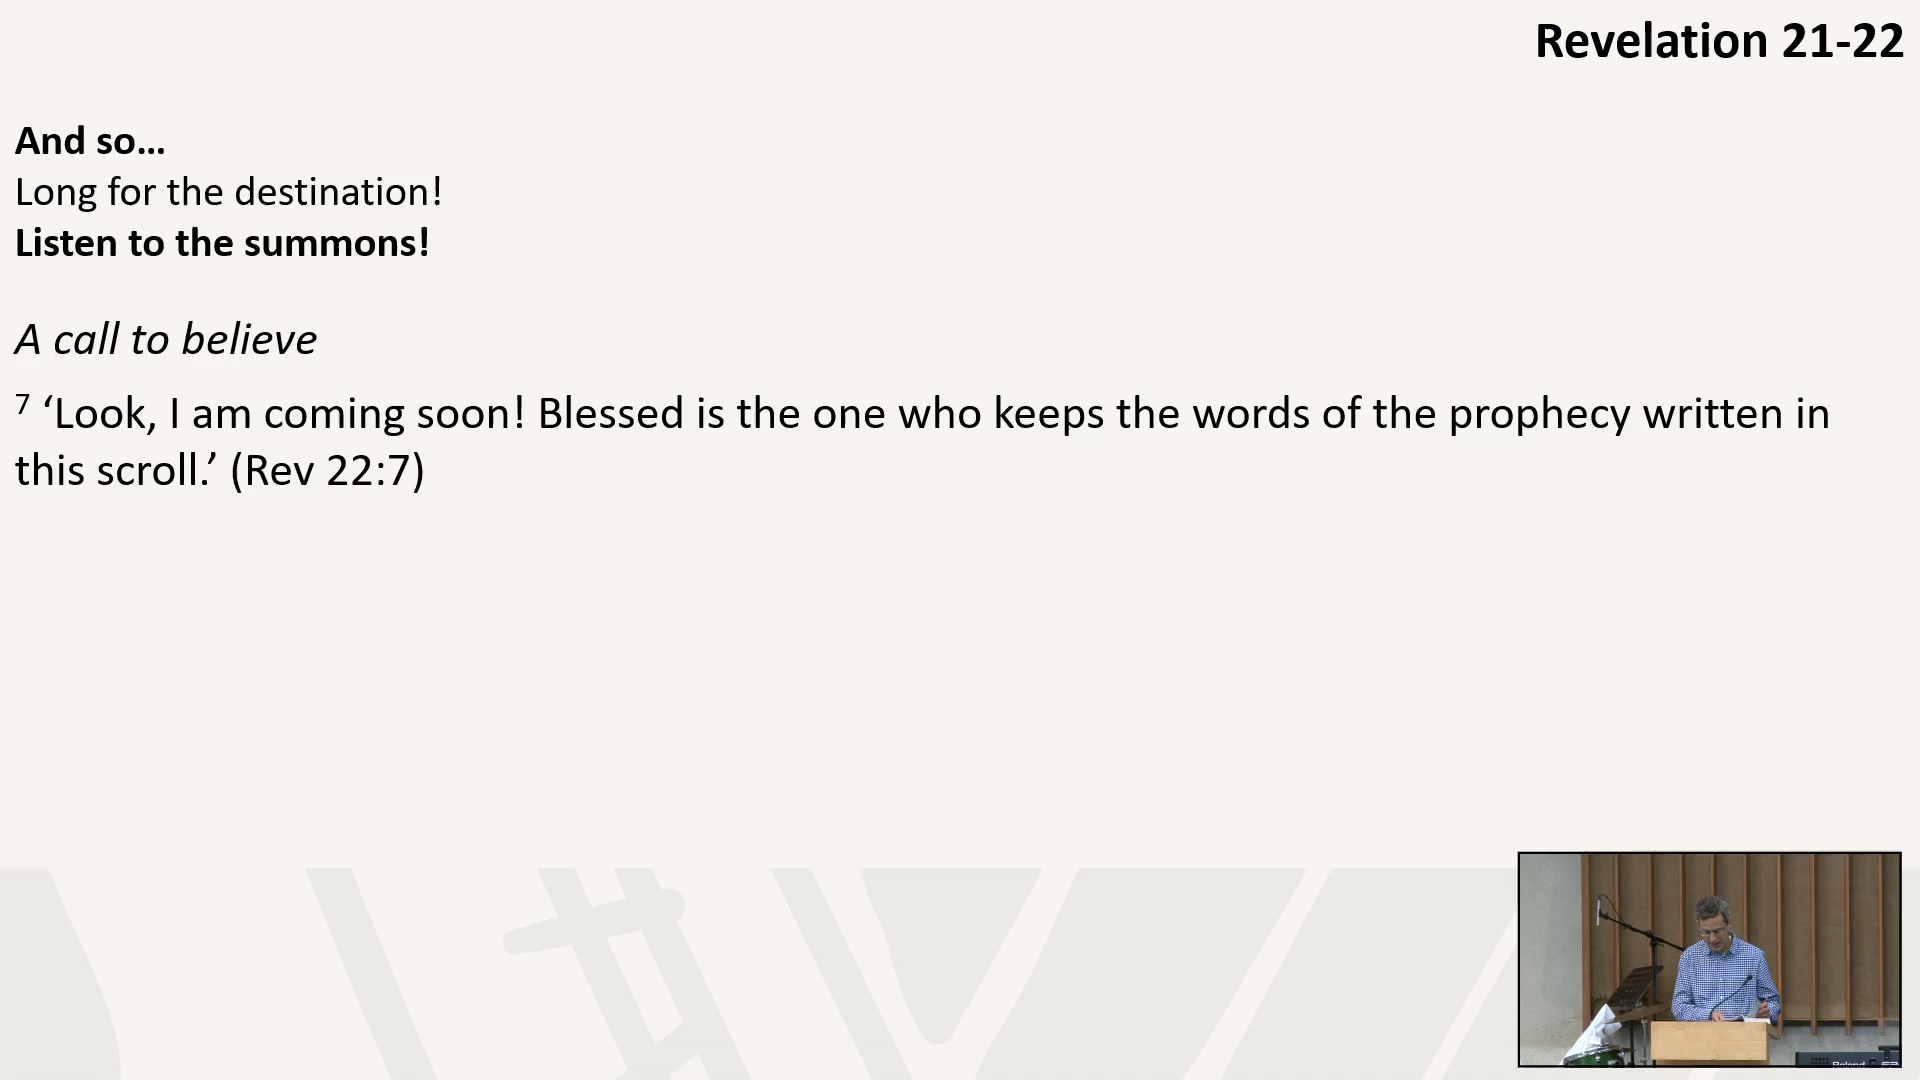 Revelation 21-22
And so…
Long for the destination!
Listen to the summons!
A call to believe
⁷ ‘Look, I am coming soon! Blessed is the one who keeps the words of the prophecy written in
this scroll.’ (Rev 22:7)
Roland